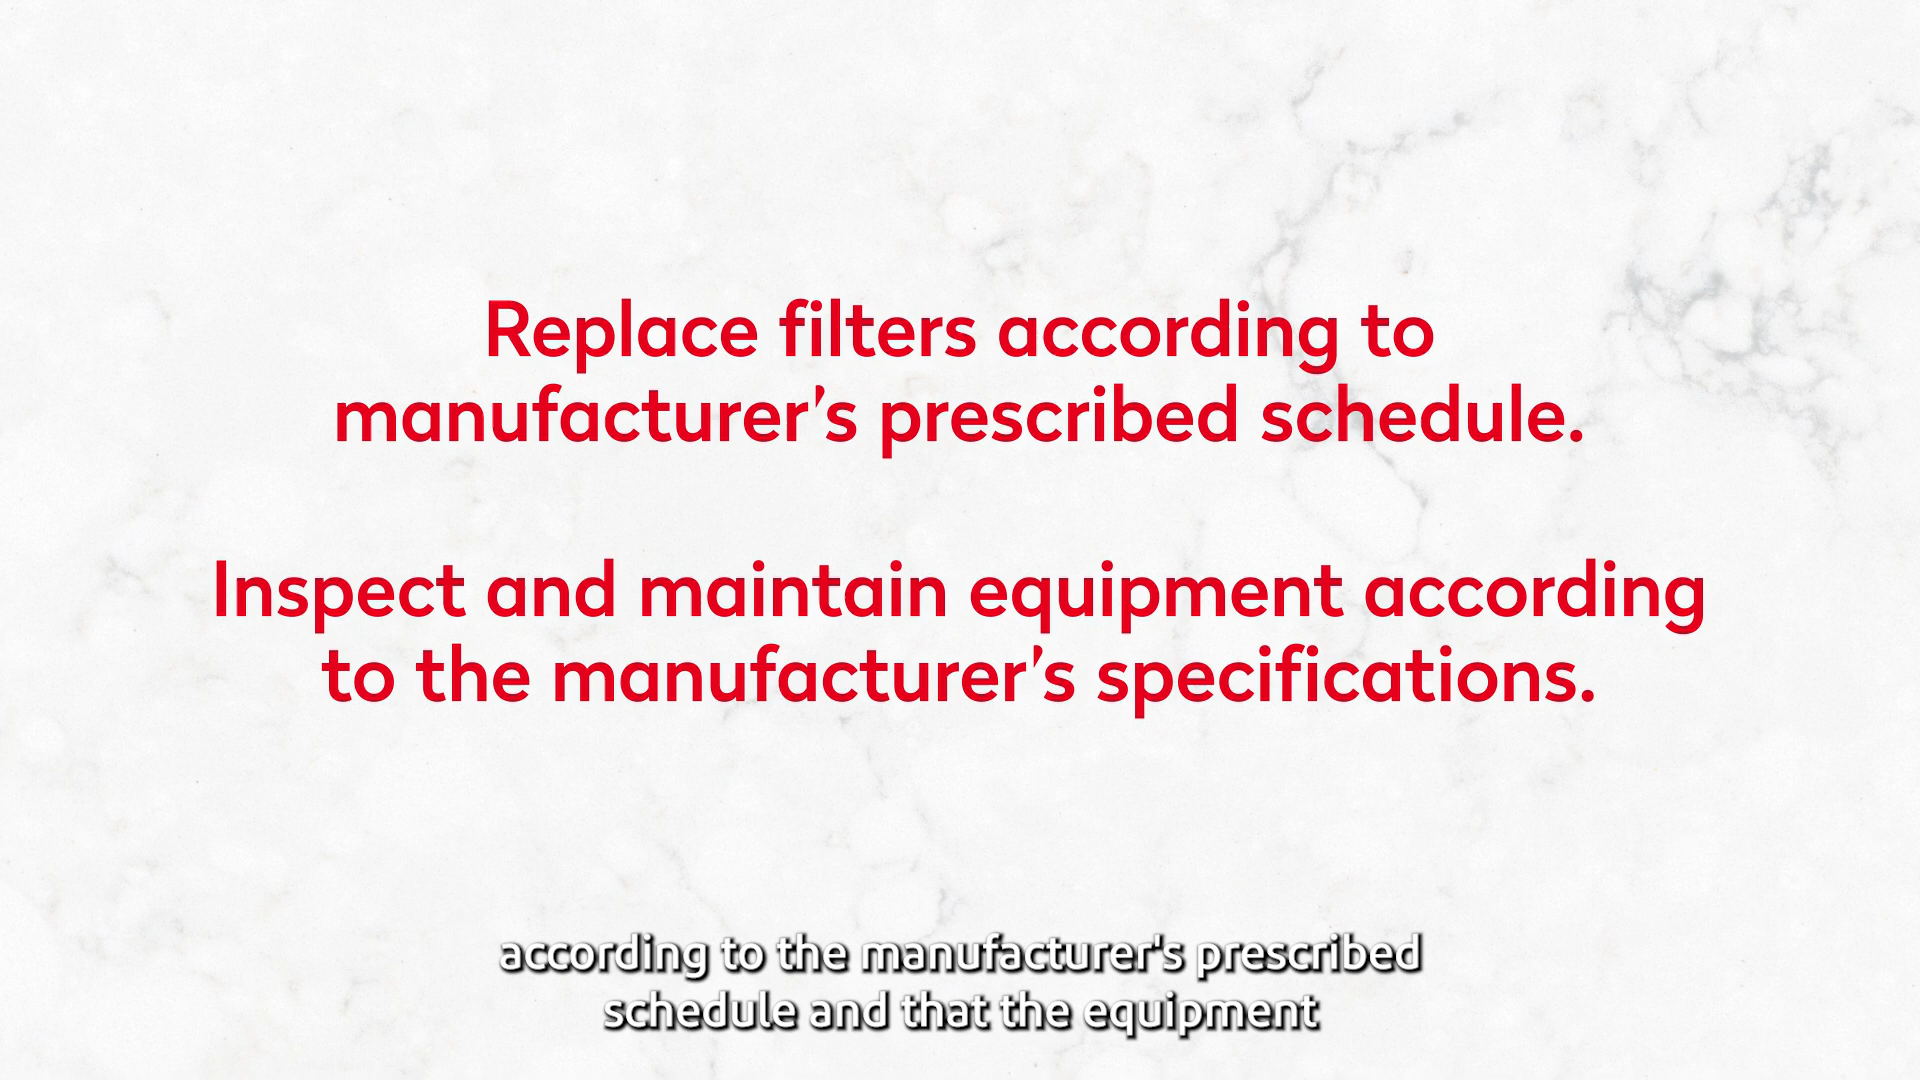 Replace filters according to
manufacturer’s prescribed schedule.
Inspect and maintain equipment according
to the manufacturer’s specifications.
according to the manufacturer's prescribed
schedule and that the equipment